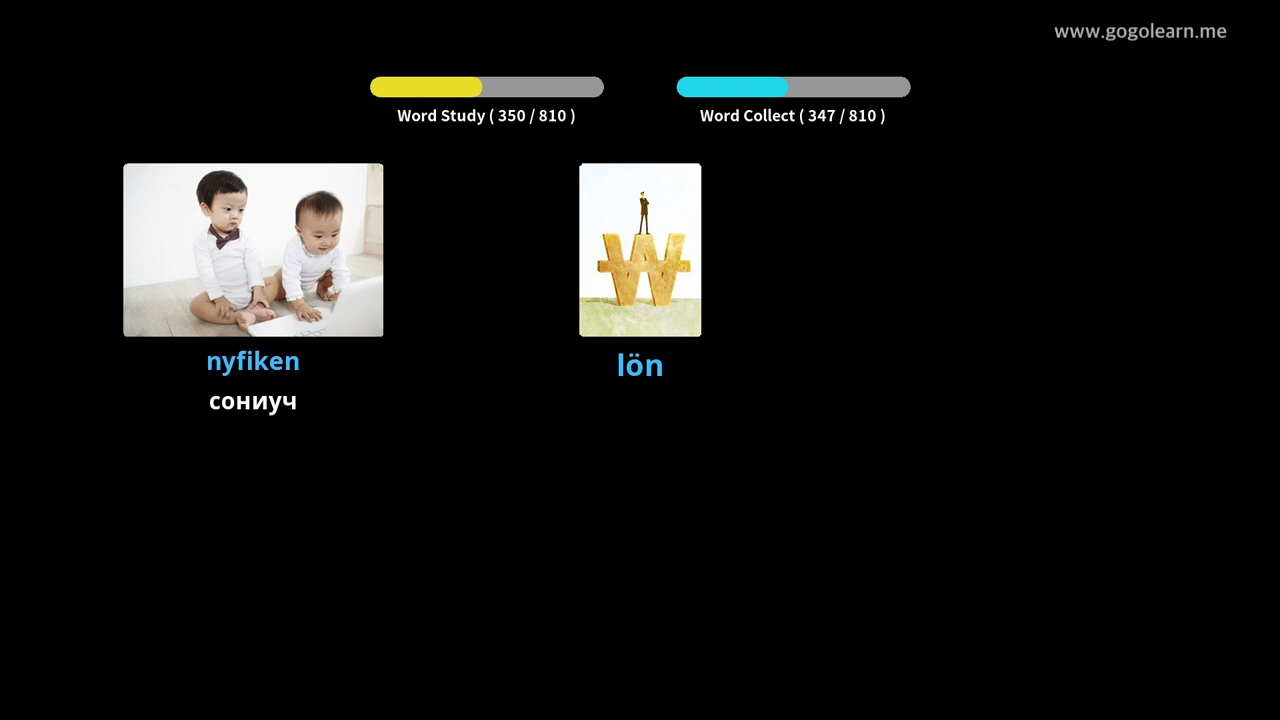 www.gogolearn.me
Word Study ( 350 / 810 )
Word Collect ( 347 / 810 )
nyfiken
сониуч
lön